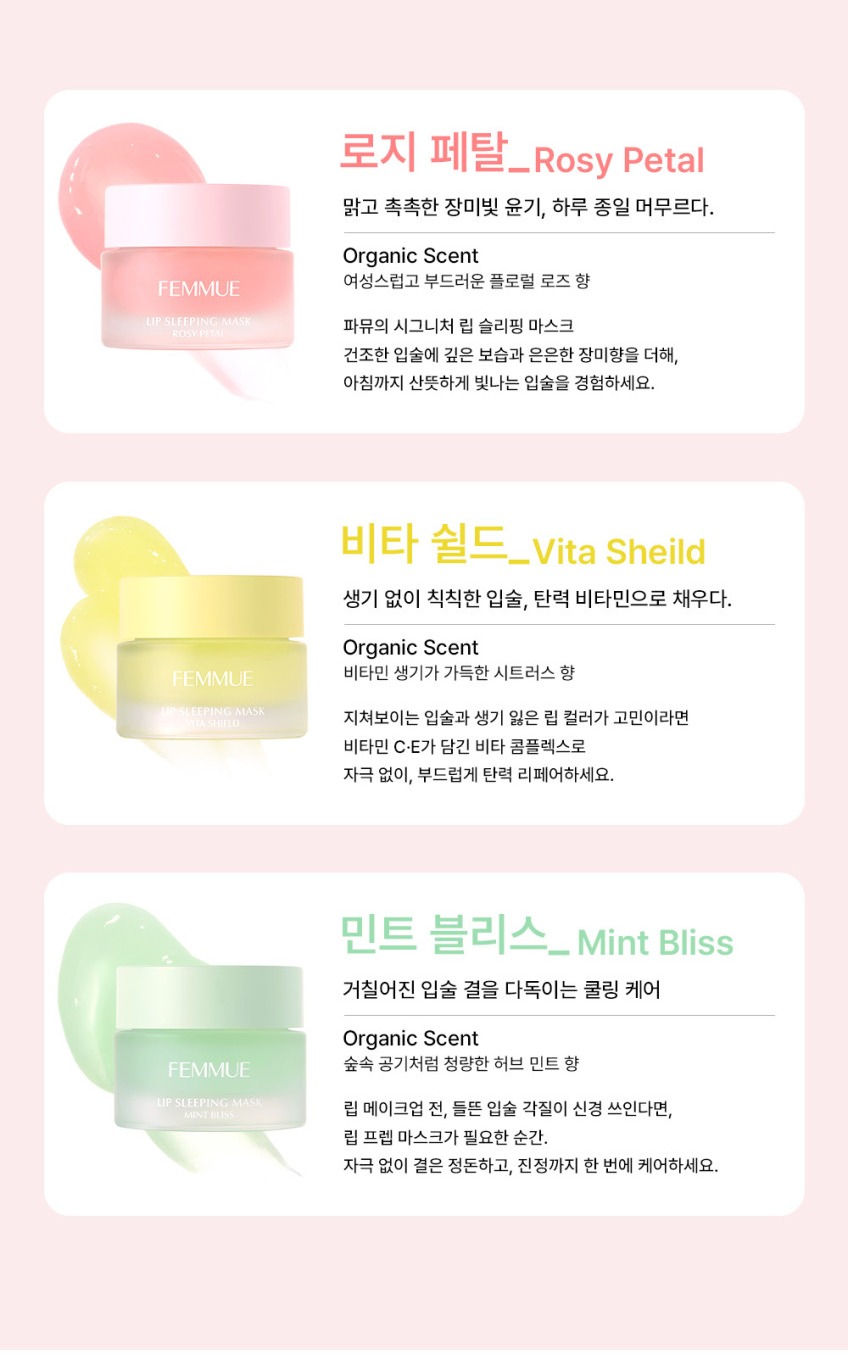 로지 페탈_Rosy Petal
맑고 촉촉한 장미빛 윤기, 하루 종일 머무르다.
Organic Scent
여성스럽고 부드러운 플로럴 로즈 향
파뮤의 시그니처 립 슬리핑 마스크
건조한 입술에 깊은 보습과 은은한 장미향을 더해,
아침까지 산뜻하게 빛나는 입술을 경험하세요.
FEMMUE
LIP SLEEPING MASK
ROSY PETAL
비타 쉴드_Vita Sheild
생기 없이 칙칙한 입술, 탄력 비타민으로 채우다.
Organic Scent
비타민 생기가 가득한 시트러스 향
지쳐보이는 입술과 생기 잃은 립 컬러가 고민이라면
비타민 C·E가 담긴 비타 콤플렉스로
자극 없이, 부드럽게 탄력 리페어하세요.
FEMMUE
LIP SLEEPING MASK
VITA SHIELD
민트 블리스_ Mint Bliss
거칠어진 입술 결을 다독이는 쿨링 케어
Organic Scent
숲속 공기처럼 청량한 허브 민트 향
립 메이크업 전, 들뜬 입술 각질이 신경 쓰인다면,
립 프렙 마스크가 필요한 순간.
자극 없이 결은 정돈하고, 진정까지 한 번에 케어하세요.
FEMMUE
LIP SLEEPING MASK
MINT BLISS